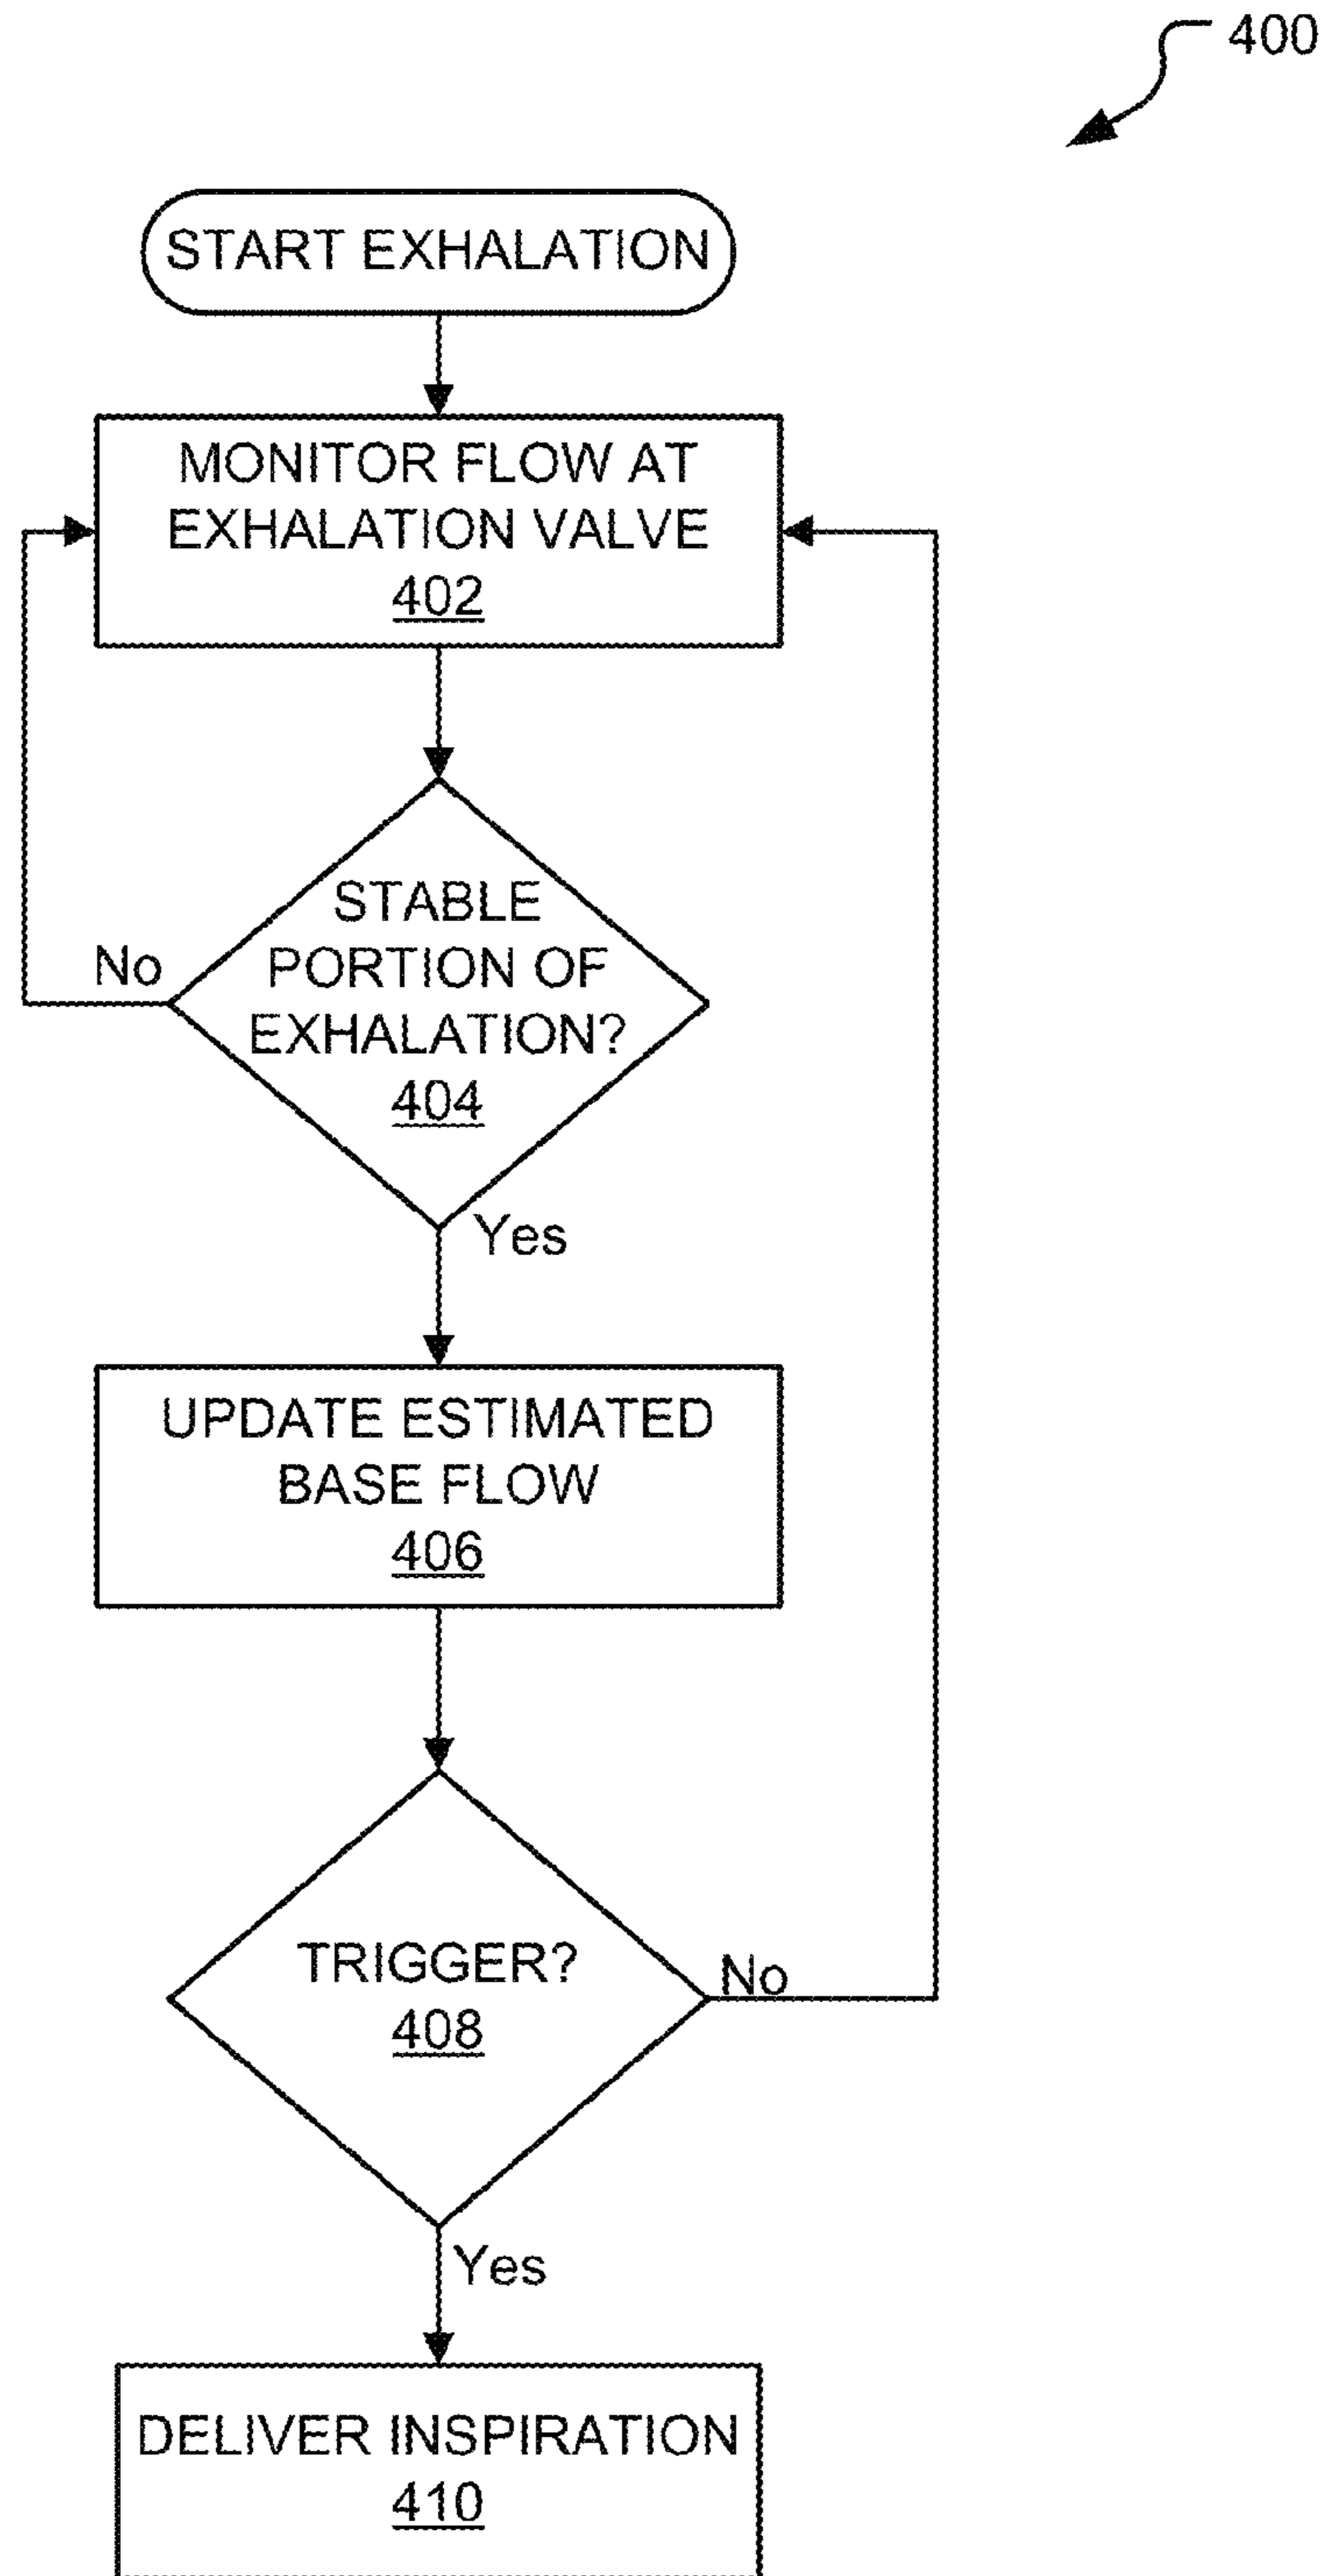 400
START EXHALATION
MONITOR FLOW AT
EXHALATION VALVE
402
STABLE
PORTION OF
EXHALATION?
404
No
Yes
UPDATE ESTIMATED
BASE FLOW
406
TRIGGER?
408
No
Yes
DELIVER INSPIRATION
410